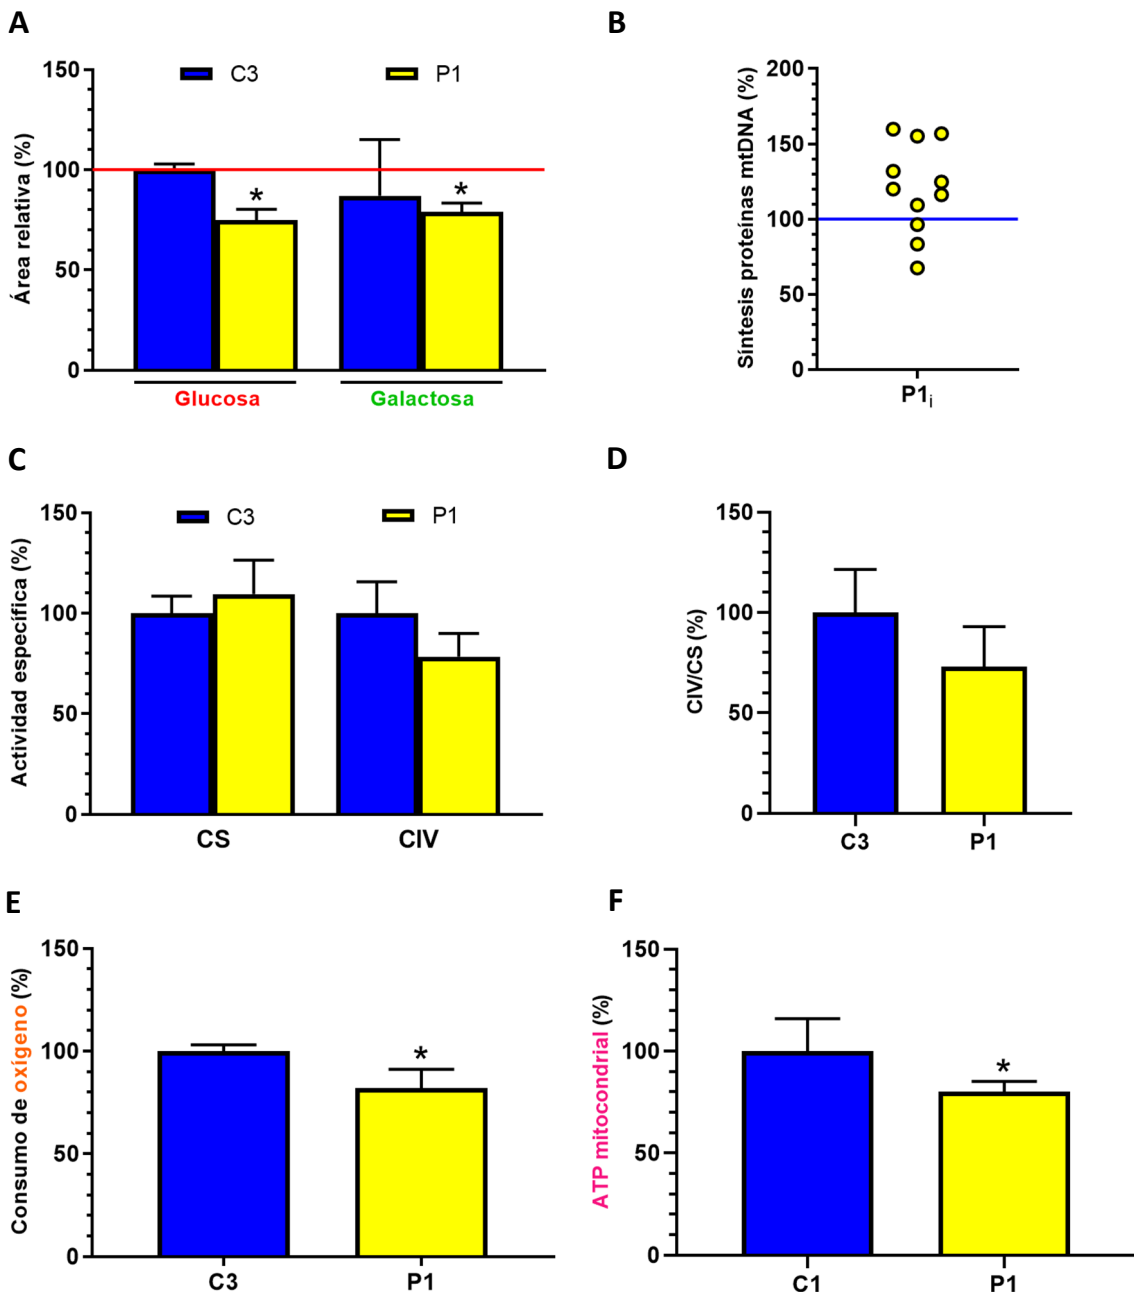 A
Área relativa (%)
150
100
50
0
C3
P1
*
*
Glucosa
Galactosa
B
Síntesis proteínas mtDNA (%)
200
150
100
50
0
P1i
C
Actividad específica (%)
150
100
50
0
C3
P1
CS
CIV
D
CIV/CS (%)
150
100
50
0
C3
P1
E
Consumo de oxígeno (%)
150
100
50
0
*
C3
P1
F
ATP mitocondrial (%)
150
100
50
0
*
C1
P1